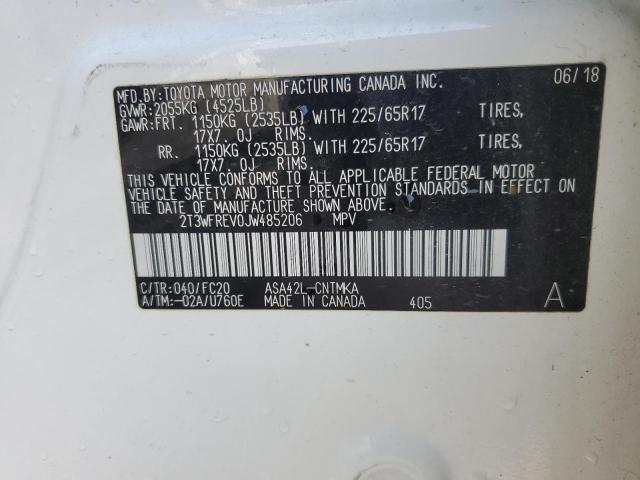 MFD.BY:TOYOTA MOTOR MANUFACTURING CANADA INC. 06/18
GVWR:2055KG (4525LB)
GAWR:FRT. 1150KG (2535LB) WITH 225/65R17 TIRES,
17X7.0J RIMS.
RR. 1150KG (2535LB) WITH 225/65R17 TIRES,
17X7.0J RIMS.
THIS VEHICLE CONFORMS TO ALL APPLICABLE FEDERAL MOTOR
VEHICLE SAFETY AND THEFT PREVENTION STANDARDS IN EFFECT ON
THE DATE OF MANUFACTURE SHOWN ABOVE.
2T3WFREV0JW485206 MPV
C/TR:040/FC20 ASA42L-CNTMKA
A/TM:-02A/U760E MADE IN CANADA 405 A